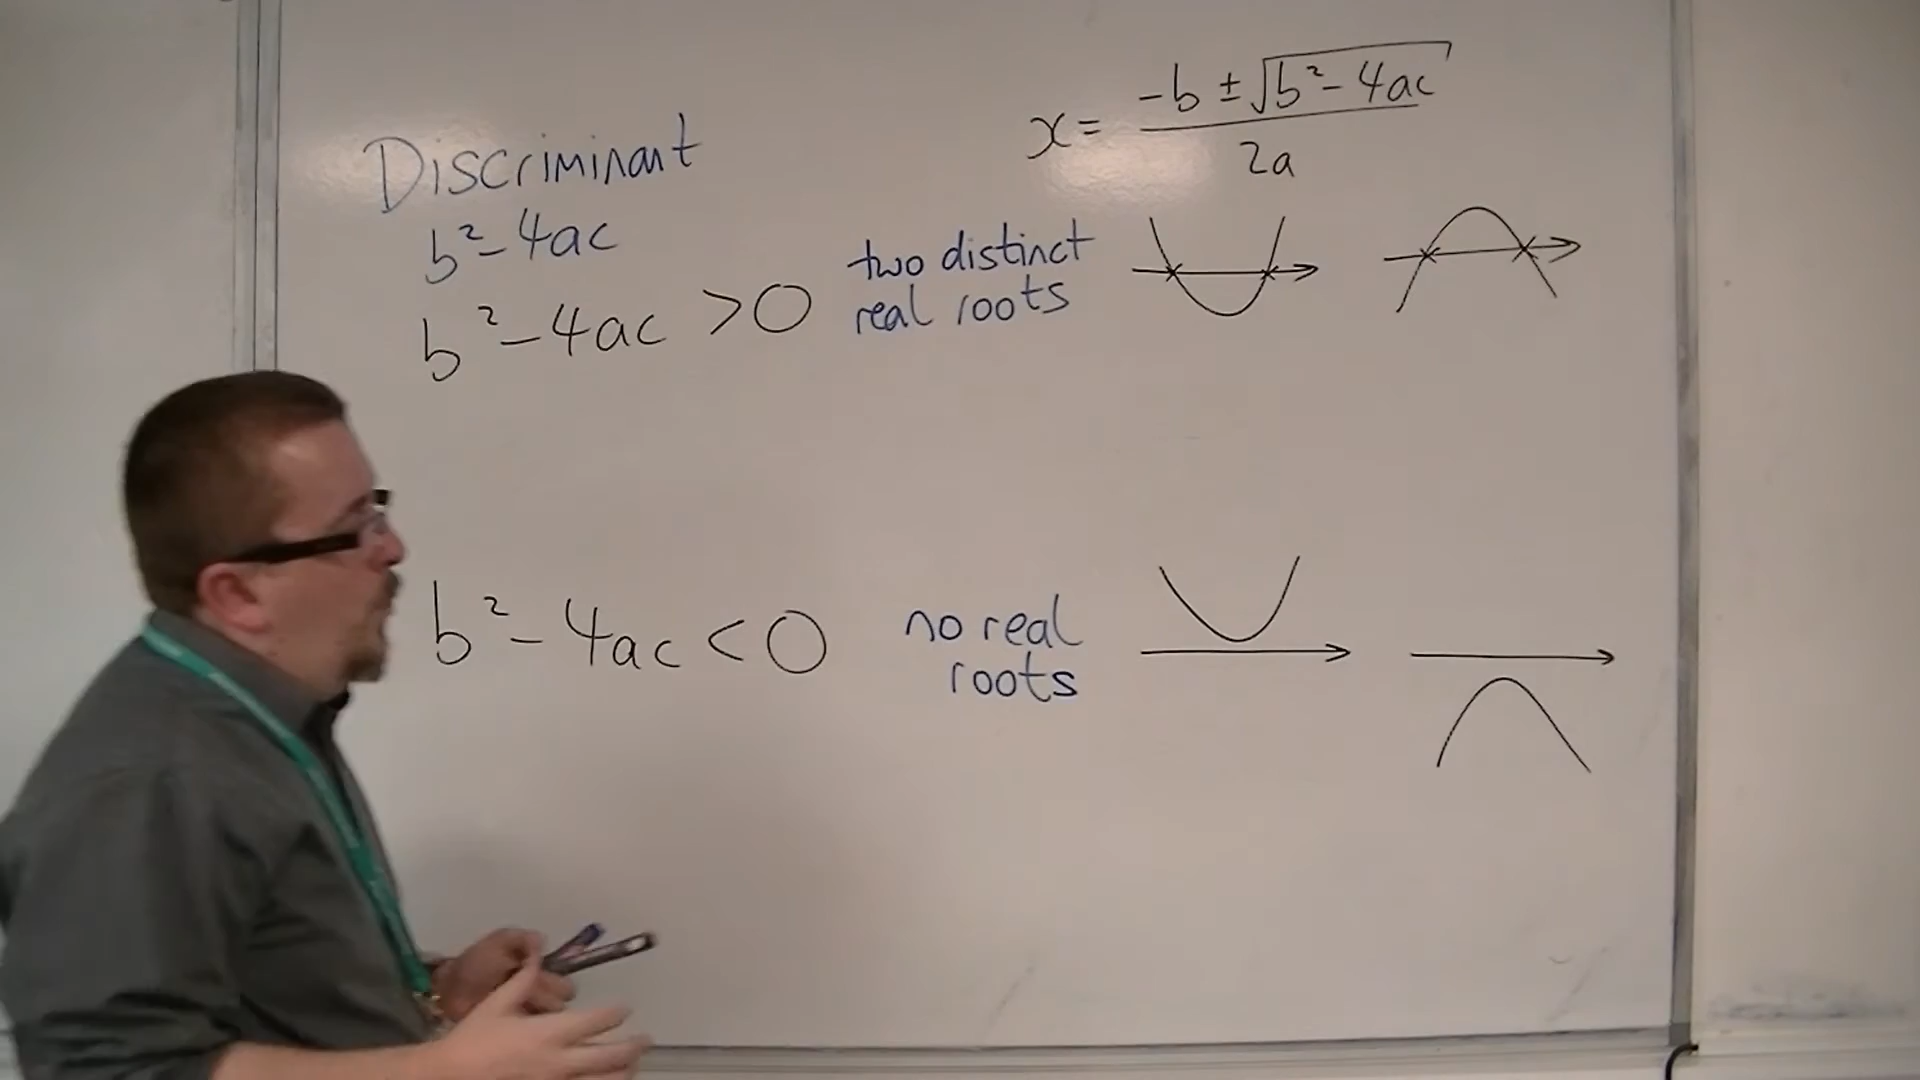 x = -b ± √b² - 4ac / 2a
Discriminant
b² - 4ac
b² - 4ac > 0
two distinct
real roots
b² - 4ac < 0
no real
roots